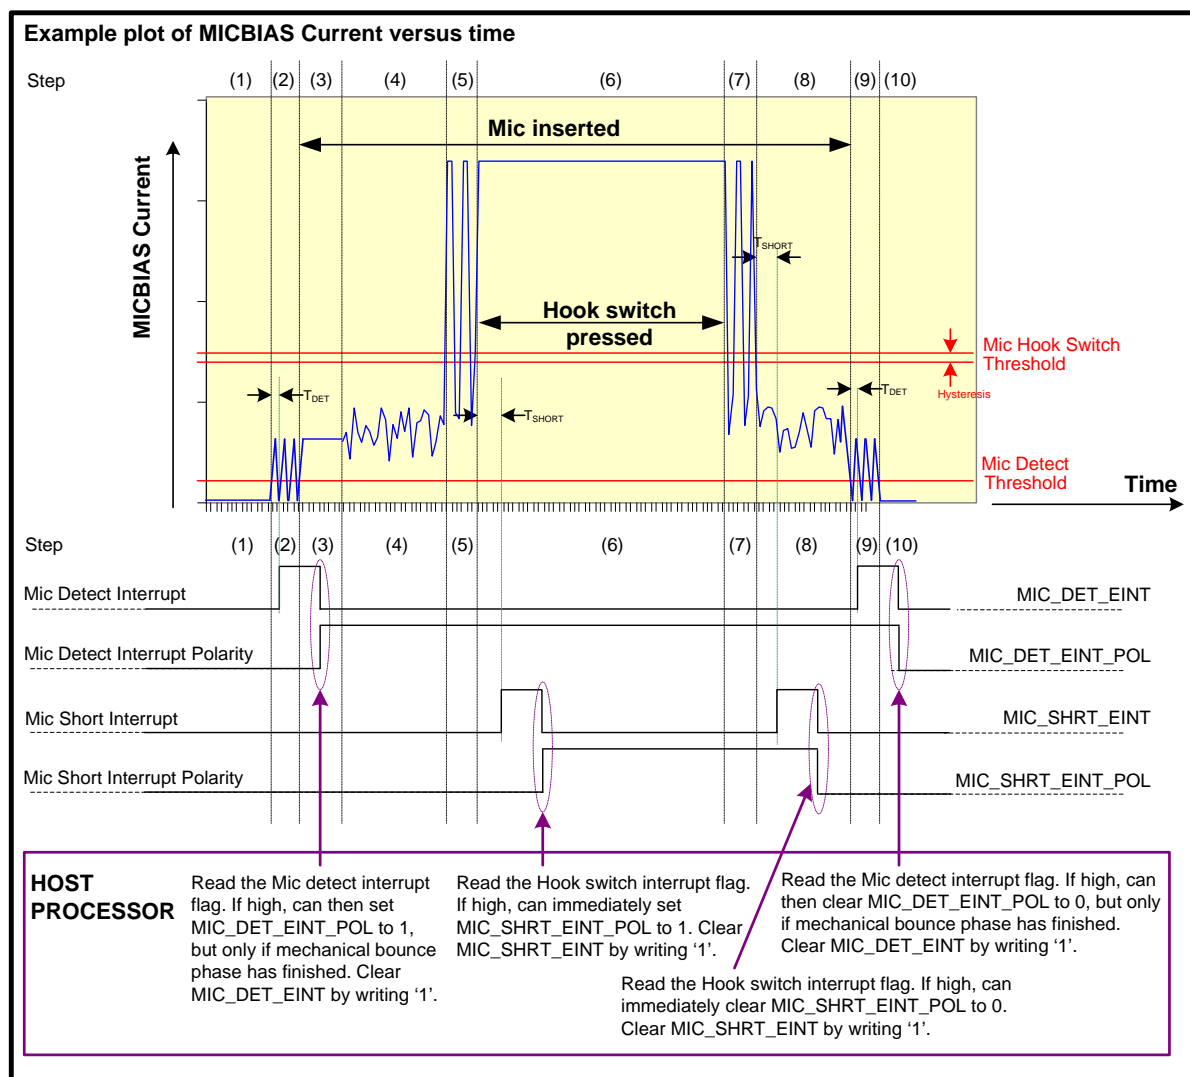 Example plot of MICBIAS Current versus time
Step
(1) (2) (3) (4) (5) (6) (7) (8) (9) (10)
Mic inserted
MICBIAS Current
TSHORT
Hook switch
pressed
Mic Hook Switch
Threshold
Hysteresis
TDET
TSHORT
TDET
Mic Detect
Threshold
Time
Step
(1) (2) (3) (4) (5) (6) (7) (8) (9) (10)
Mic Detect Interrupt
MIC_DET_EINT
Mic Detect Interrupt Polarity
MIC_DET_EINT_POL
Mic Short Interrupt
MIC_SHRT_EINT
Mic Short Interrupt Polarity
MIC_SHRT_EINT_POL
HOST
PROCESSOR
Read the Mic detect interrupt
flag. If high, can then set
MIC_DET_EINT_POL to 1,
but only if mechanical bounce
phase has finished. Clear
MIC_DET_EINT by writing ‘1’.
Read the Hook switch interrupt flag.
If high, can immediately set
MIC_SHRT_EINT_POL to 1. Clear
MIC_SHRT_EINT by writing ‘1’.
Read the Mic detect interrupt flag. If high, can
then clear MIC_DET_EINT_POL to 0, but only
if mechanical bounce phase has finished.
Clear MIC_DET_EINT by writing ‘1’.
Read the Hook switch interrupt flag. If high, can
immediately clear MIC_SHRT_EINT_POL to 0.
Clear MIC_SHRT_EINT by writing ‘1’.